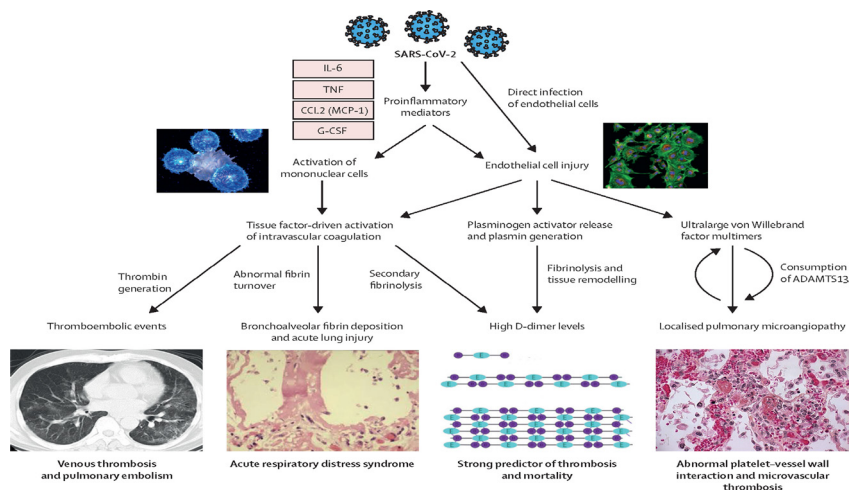 SARS-CoV-2
IL-6
TNF
CCL2 (MCP-1)
G-CSF
Proinflammatory
mediators
Direct infection
of endothelial cells
Activation of
mononuclear cells
Endothelial cell injury
Tissue factor-driven activation
of intravascular coagulation
Plasminogen activator release
and plasmin generation
Ultralarge von Willebrand
factor multimers
Thrombin
generation
Abnormal fibrin
turnover
Secondary
fibrinolysis
Fibrinolysis and
tissue remodelling
Consumption
of ADAMTS13
Thromboembolic events
Bronchoalveolar fibrin deposition
and acute lung injury
High D-dimer levels
Localised pulmonary microangiopathy
Venous thrombosis
and pulmonary embolism
Acute respiratory distress syndrome
Strong predictor of thrombosis
and mortality
Abnormal platelet–vessel wall
interaction and microvascular
thrombosis